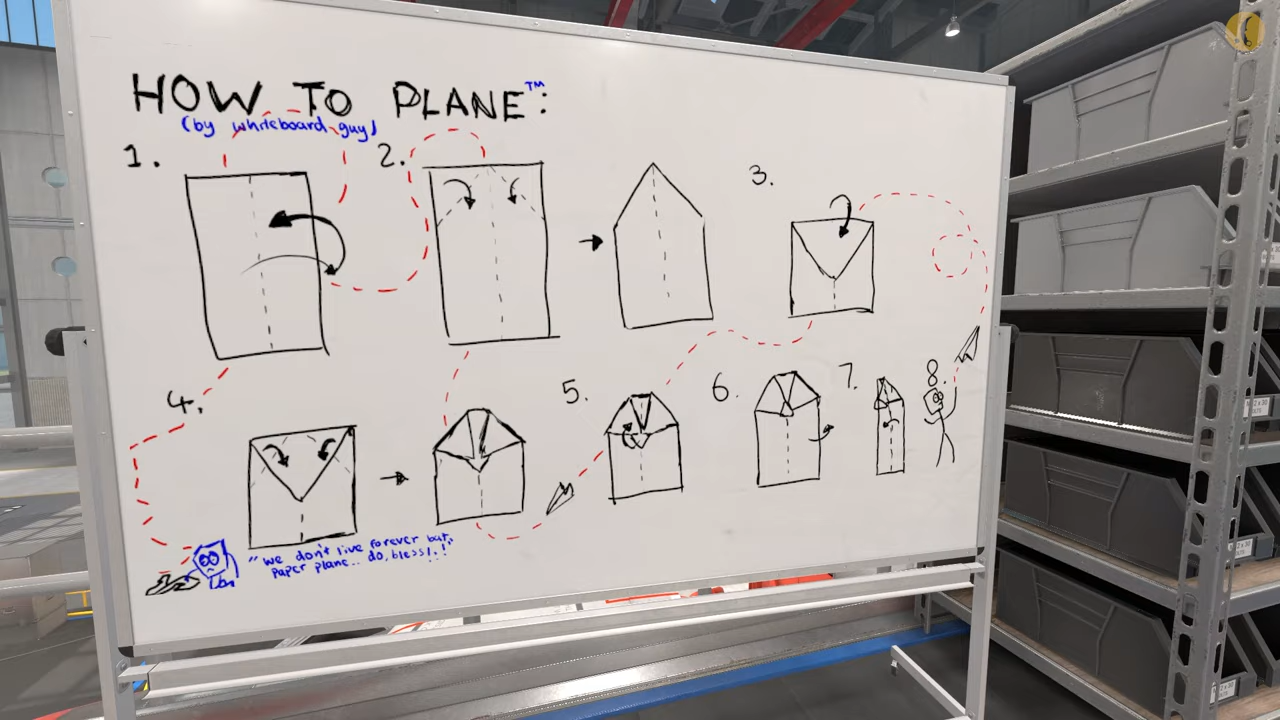 HOW TO PLANE™:
(by whiteboard guy)
1.
2.
3.
4.
5.
6.
7.
8.
"we don't live forever but,
paper plane.. do, bless!.!"